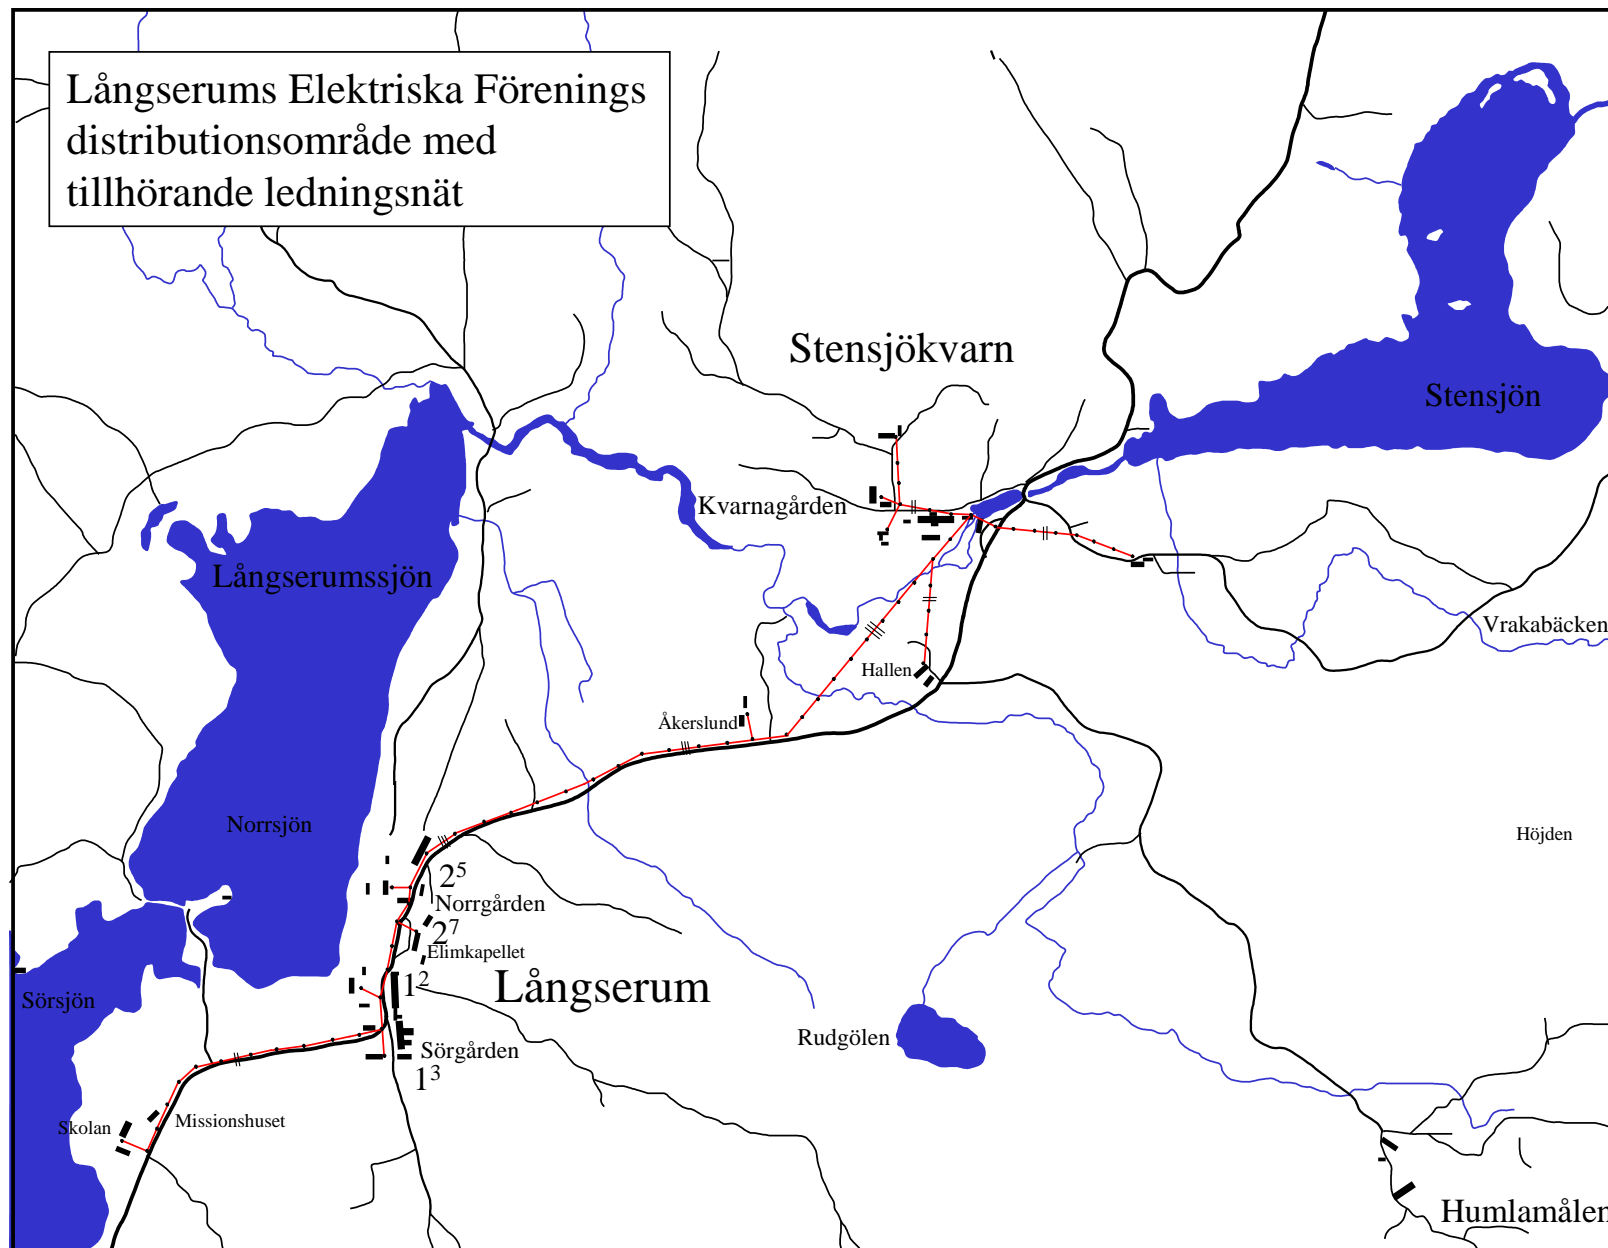 Långserums Elektriska Förenings
distributionsområde med
tillhörande ledningsnät
Stensjökvarn
Stensjön
Kvarnagården
Långserumssjön
Vrakabäcken
Hallen
Åkerslund
Norrsjön
Höjden
2⁵
Norrgården
2⁷
Elimkapellet
1²
Långserum
Sörsjön
Rudgölen
Sörgården
1³
Missionshuset
Skolan
Humlamålen